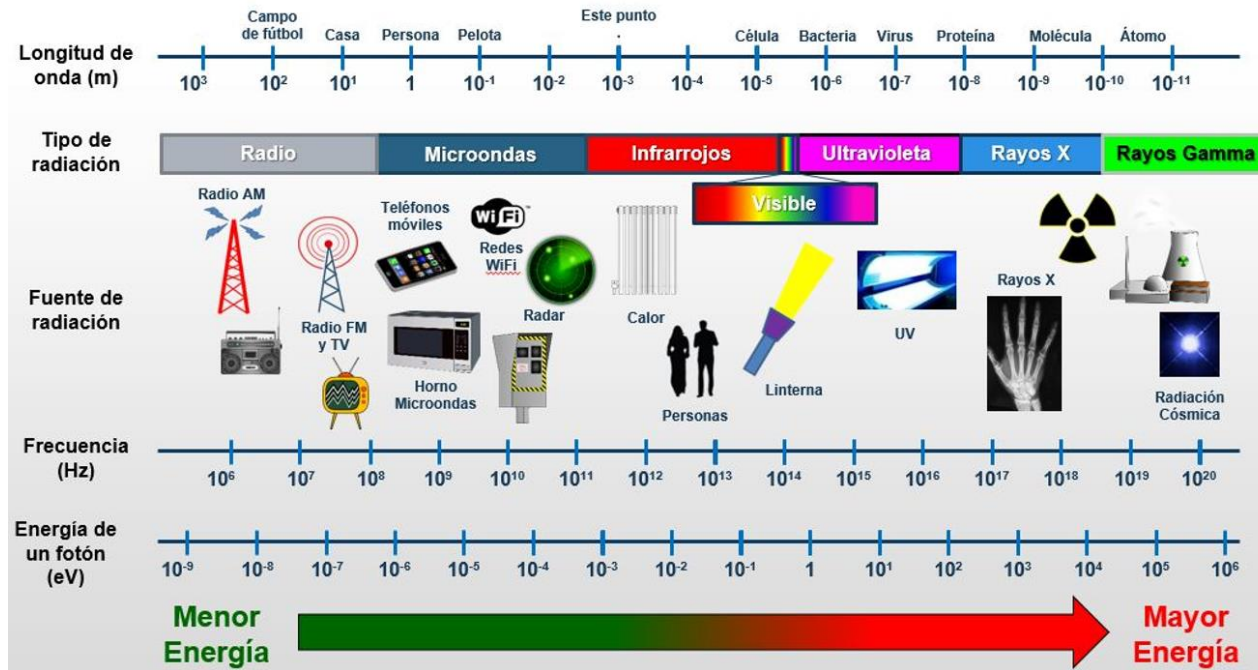 Longitud de
onda (m)
Campo
de fútbol
Casa
Persona
Pelota
Este punto
.
Célula
Bacteria
Virus
Proteína
Molécula
Átomo
10³ 10² 10¹ 1 10⁻¹ 10⁻² 10⁻³ 10⁻⁴ 10⁻⁵ 10⁻⁶ 10⁻⁷ 10⁻⁸ 10⁻⁹ 10⁻¹⁰ 10⁻¹¹
Tipo de
radiación
Radio
Microondas
Infrarrojos
Ultravioleta
Rayos X
Rayos Gamma
Visible
Fuente de
radiación
Radio AM
Radio FM
y TV
Teléfonos
móviles
WiFi™
Redes
WiFi
Radar
Horno
Microondas
Calor
Personas
Linterna
UV
Rayos X
Radiación
Cósmica
Frecuencia
(Hz)
10⁶ 10⁷ 10⁸ 10⁹ 10¹⁰ 10¹¹ 10¹² 10¹³ 10¹⁴ 10¹⁵ 10¹⁶ 10¹⁷ 10¹⁸ 10¹⁹ 10²⁰
Energía de
un fotón
(eV)
10⁻⁹ 10⁻⁸ 10⁻⁷ 10⁻⁶ 10⁻⁵ 10⁻⁴ 10⁻³ 10⁻² 10⁻¹ 1 10¹ 10² 10³ 10⁴ 10⁵ 10⁶
Menor
Energía
Mayor
Energía